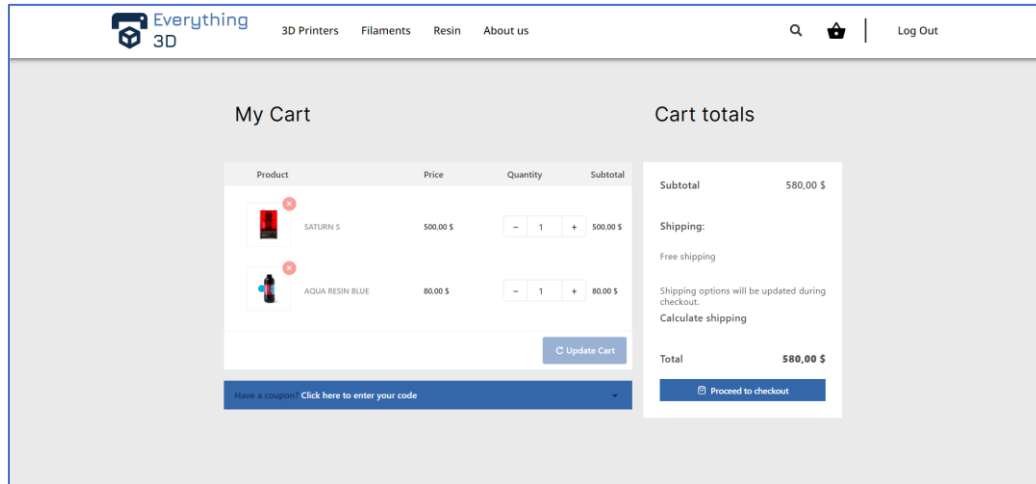 Everything
3D
3D Printers Filaments Resin About us Log Out
My Cart
Product Price Quantity Subtotal
SATURN S 500,00 $ − 1 + 500,00 $
AQUA RESIN BLUE 80,00 $ − 1 + 80,00 $
Update Cart
Have a coupon? Click here to enter your code
Cart totals
Subtotal 580,00 $
Shipping:
Free shipping
Shipping options will be updated during
checkout.
Calculate shipping
Total 580,00 $
Proceed to checkout